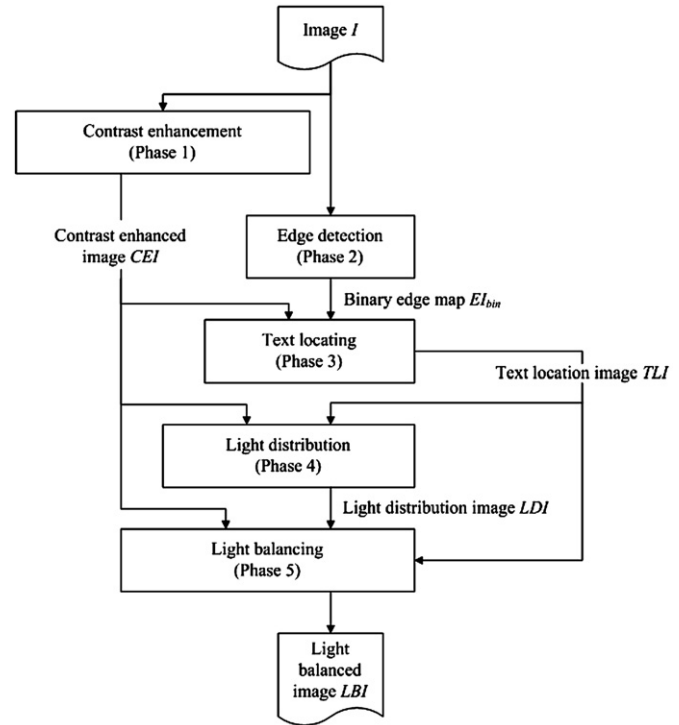 Image I
Contrast enhancement
(Phase 1)
Contrast enhanced
image CEI
Edge detection
(Phase 2)
Binary edge map EI_bin
Text locating
(Phase 3)
Text location image TLI
Light distribution
(Phase 4)
Light distribution image LDI
Light balancing
(Phase 5)
Light
balanced
image LBI